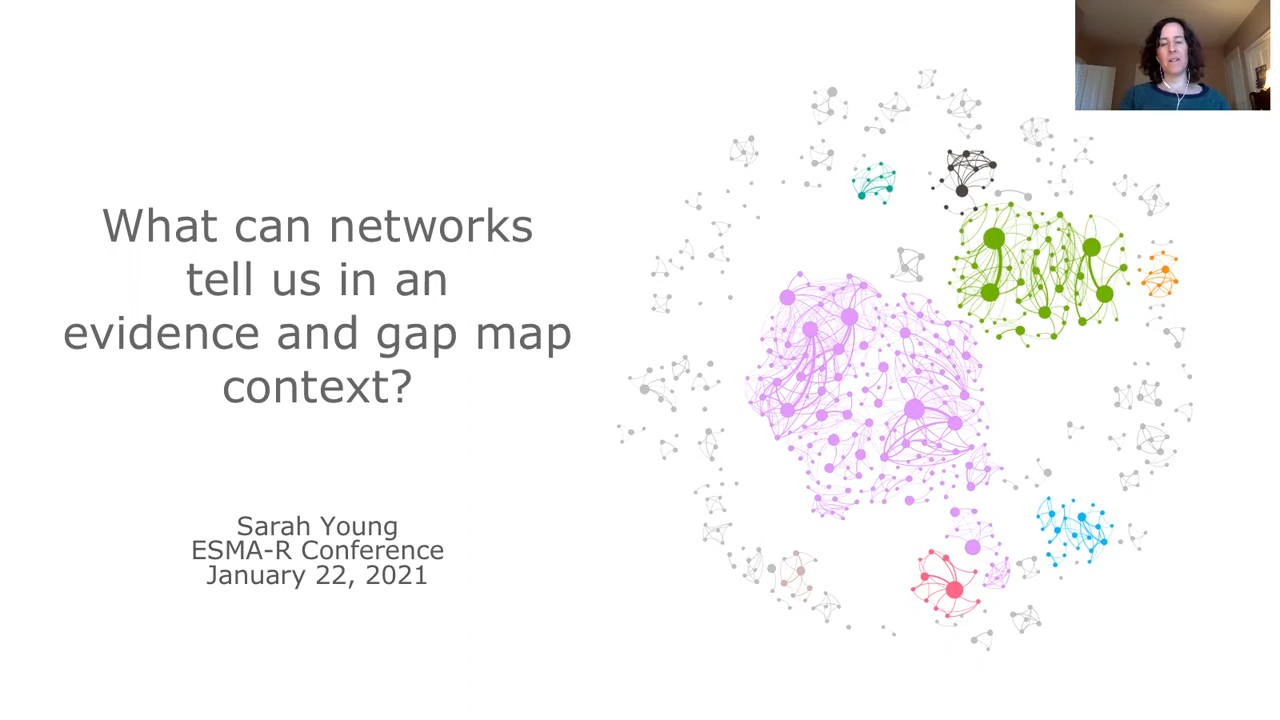 What can networks
tell us in an
evidence and gap map
context?
Sarah Young
ESMA-R Conference
January 22, 2021